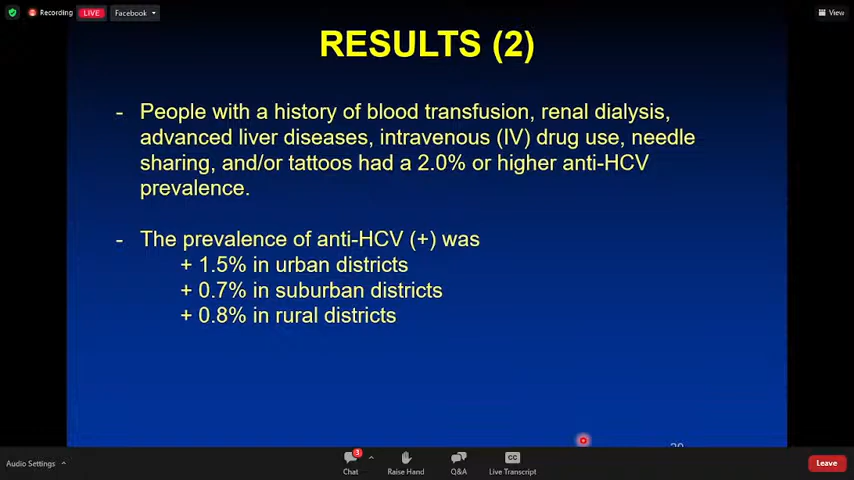 Recording
LIVE
Facebook
View
RESULTS (2)
- People with a history of blood transfusion, renal dialysis,
advanced liver diseases, intravenous (IV) drug use, needle
sharing, and/or tattoos had a 2.0% or higher anti-HCV
prevalence.
- The prevalence of anti-HCV (+) was
+ 1.5% in urban districts
+ 0.7% in suburban districts
+ 0.8% in rural districts
Audio Settings
3
Chat
Raise Hand
Q&A
CC
Live Transcript
Leave